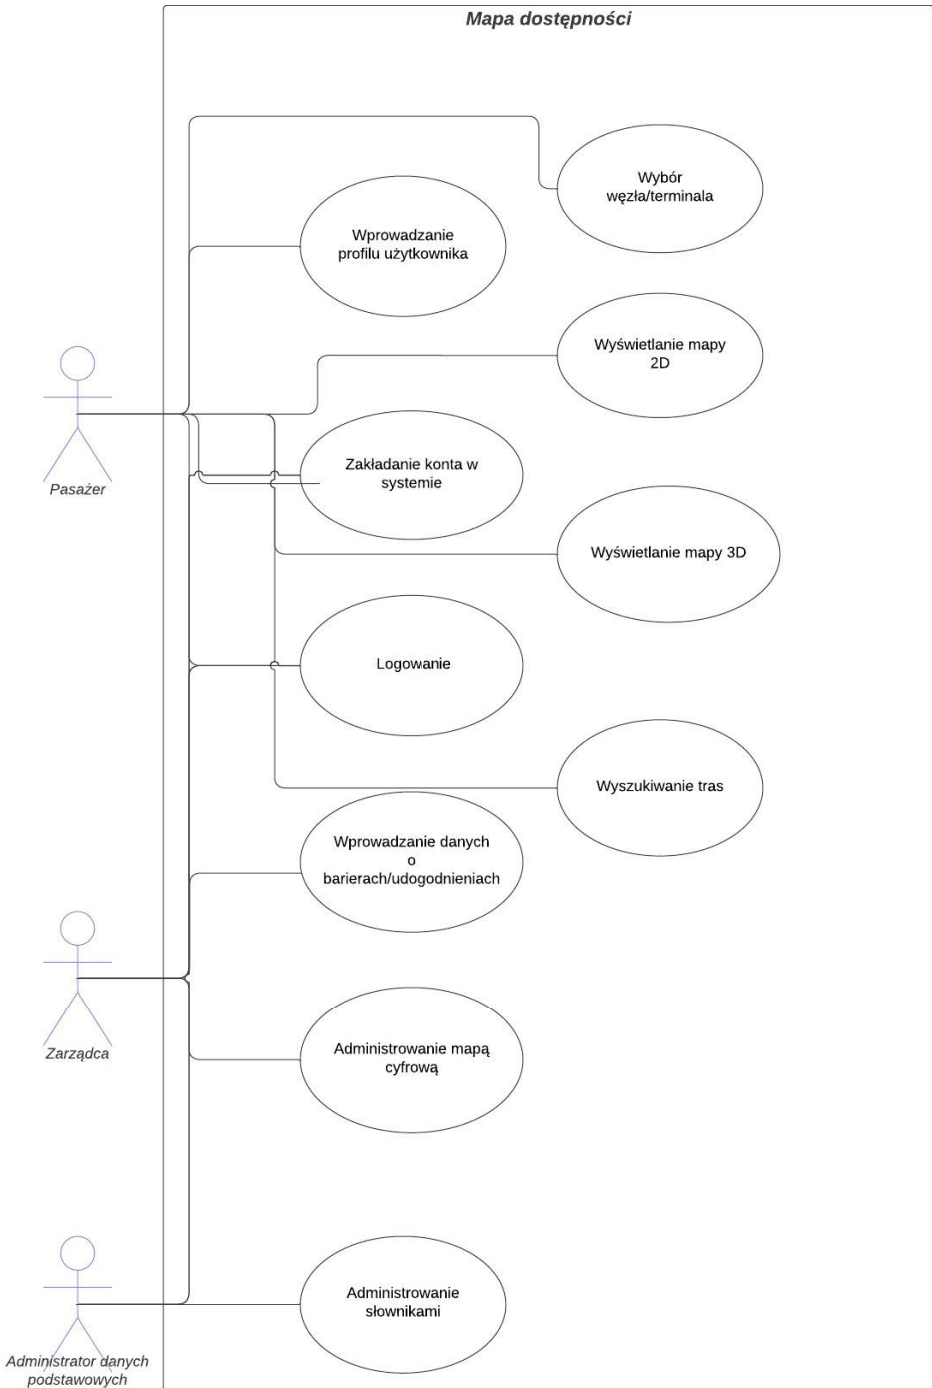 Mapa dostępności
Wybór
węzła/terminala
Wprowadzanie
profilu użytkownika
Wyświetlanie mapy
2D
Pasażer
Zakładanie konta w
systemie
Wyświetlanie mapy 3D
Logowanie
Wyszukiwanie tras
Wprowadzanie danych
o
barierach/udogodnieniach
Zarządca
Administrowanie mapą
cyfrową
Administrowanie
słownikami
Administrator danych
podstawowych